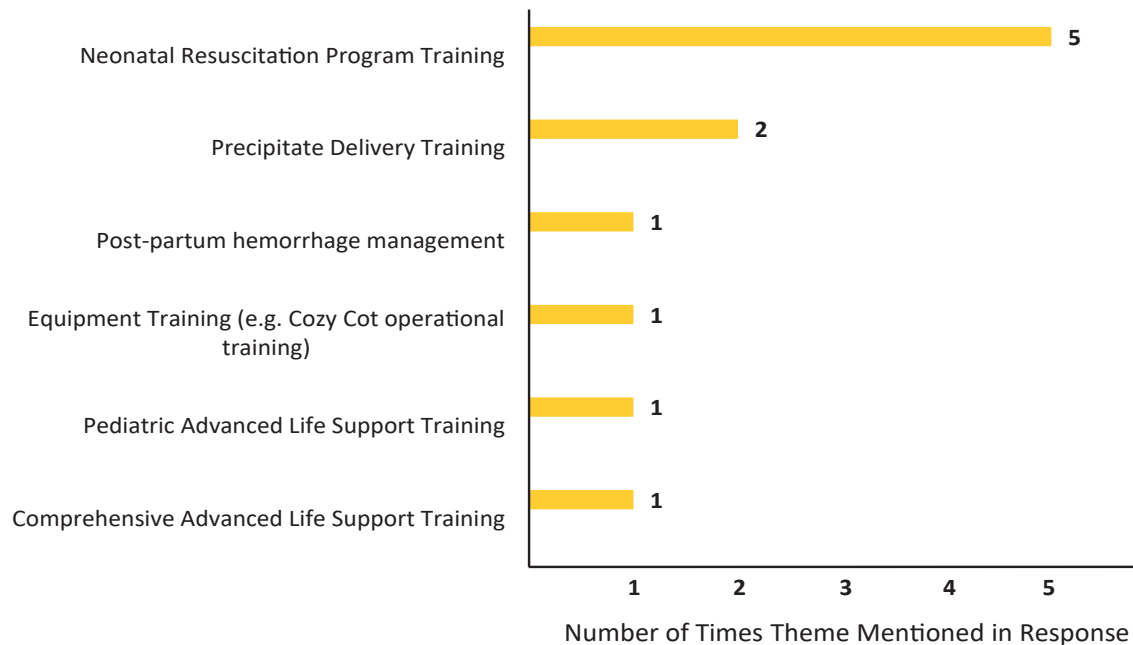 Neonatal Resuscitation Program Training
5
Precipitate Delivery Training
2
Post-partum hemorrhage management
1
Equipment Training (e.g. Cozy Cot operational
training)
1
Pediatric Advanced Life Support Training
1
Comprehensive Advanced Life Support Training
1
1 2 3 4 5
Number of Times Theme Mentioned in Response